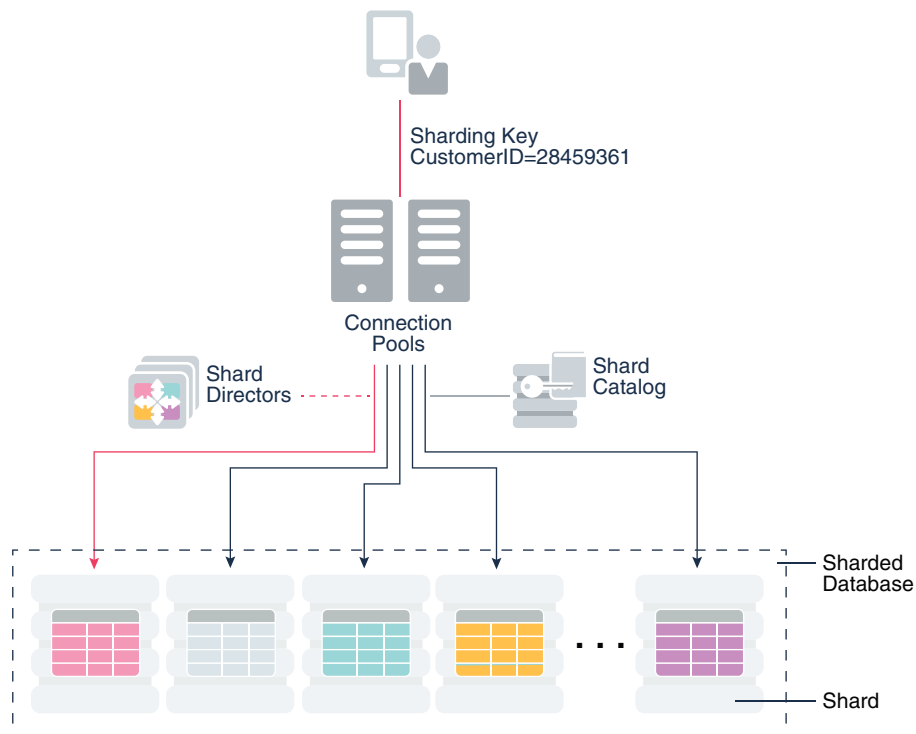 Sharding Key
CustomerID=28459361
Connection
Pools
Shard
Directors
Shard
Catalog
Sharded
Database
. . .
Shard